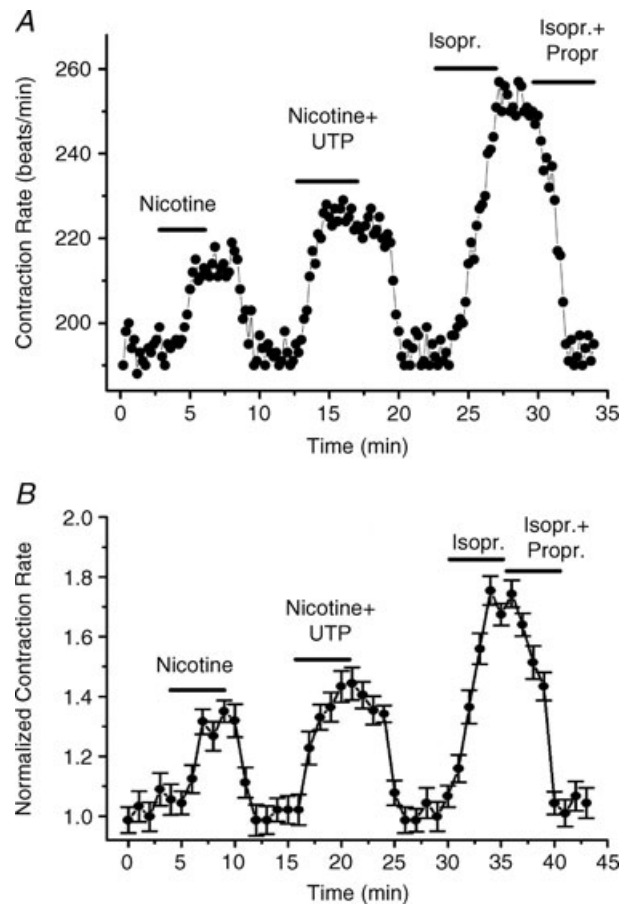 A
Contraction Rate (beats/min)
260
240
220
200
Nicotine
Nicotine+
UTP
Isopr.
Isopr.+
Propr
0
5
10
15
20
25
30
35
Time (min)
B
Normalized Contraction Rate
2.0
1.8
1.6
1.4
1.2
1.0
Nicotine
Nicotine+
UTP
Isopr.
Isopr.+
Propr.
0
5
10
15
20
25
30
35
40
45
Time (min)